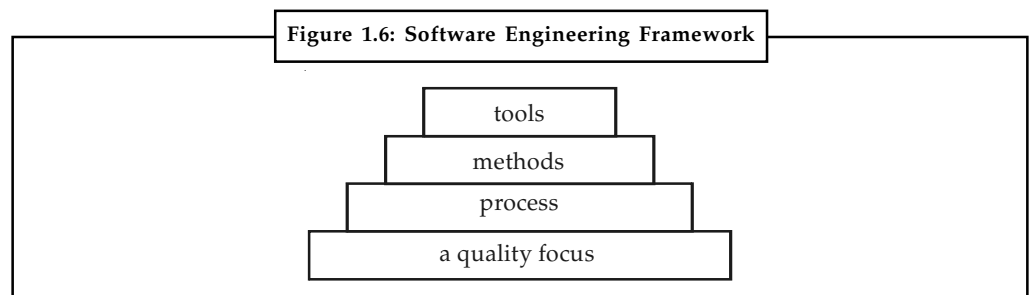 Figure 1.6: Software Engineering Framework
tools
methods
process
a quality focus